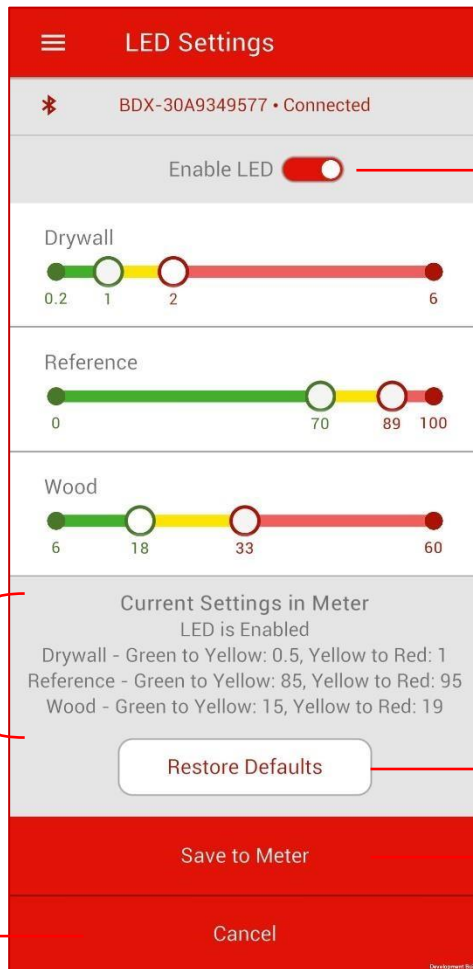 LED Settings
BDX-30A9349577 • Connected
Enable LED
Drywall
0.2 1 2 6
Reference
0 70 89 100
Wood
6 18 33 60
Current Settings in Meter
LED is Enabled
Drywall - Green to Yellow: 0.5, Yellow to Red: 1
Reference - Green to Yellow: 85, Yellow to Red: 95
Wood - Green to Yellow: 15, Yellow to Red: 19
Restore Defaults
Save to Meter
Cancel
Development